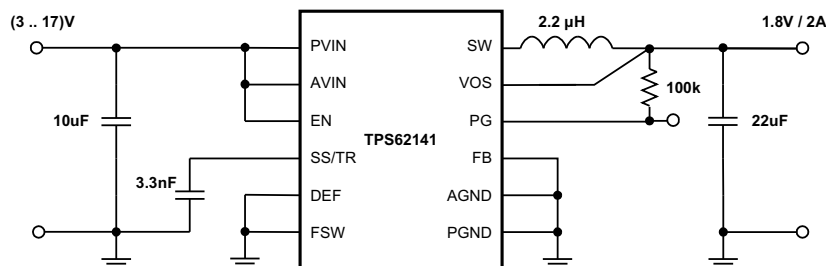 (3 .. 17)V
2.2 µH
1.8V / 2A
PVIN
SW
AVIN
VOS
100k
10uF
EN
PG
22uF
TPS62141
SS/TR
FB
3.3nF
DEF
AGND
FSW
PGND